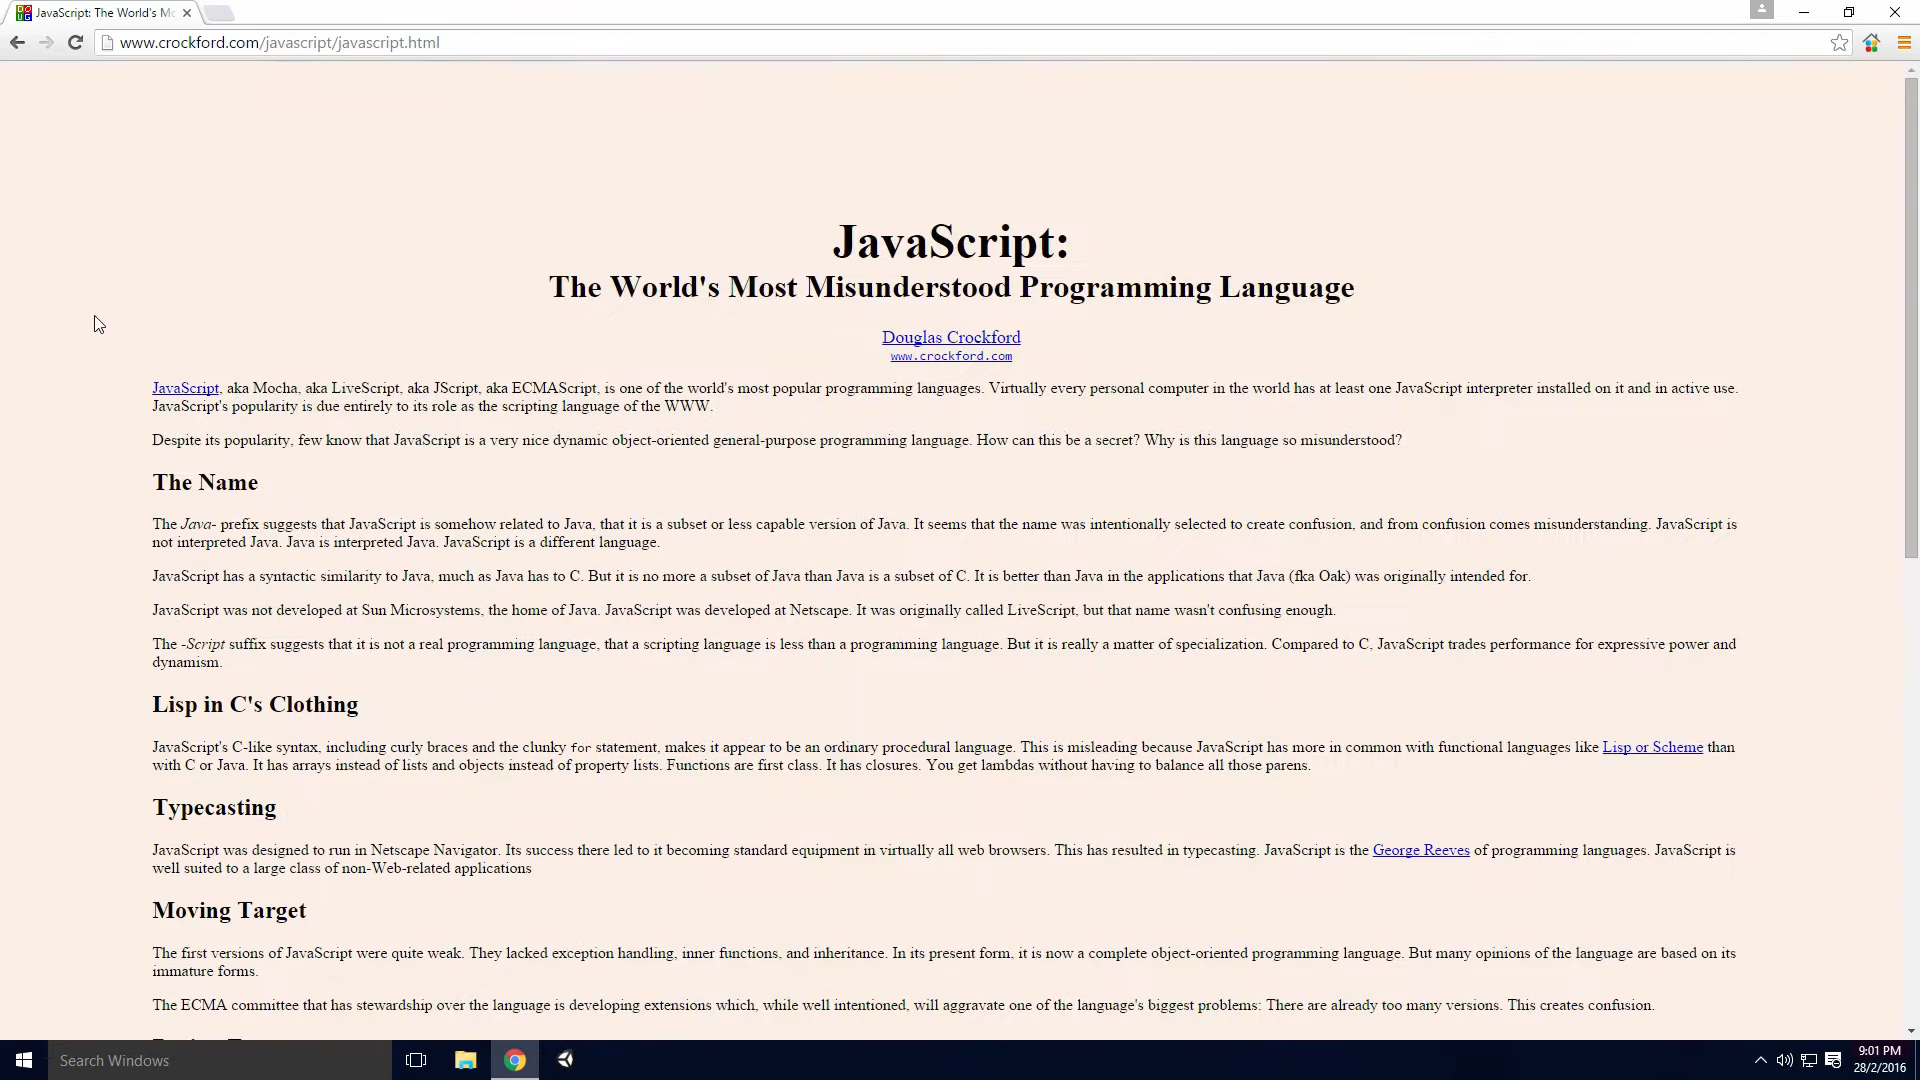 JavaScript: The World's Mo
www.crockford.com/javascript/javascript.html
JavaScript:
The World's Most Misunderstood Programming Language
Douglas Crockford
www.crockford.com
JavaScript, aka Mocha, aka LiveScript, aka JScript, aka ECMAScript, is one of the world's most popular programming languages. Virtually every personal computer in the world has at least one JavaScript interpreter installed on it and in active use.
JavaScript's popularity is due entirely to its role as the scripting language of the WWW.
Despite its popularity, few know that JavaScript is a very nice dynamic object-oriented general-purpose programming language. How can this be a secret? Why is this language so misunderstood?
The Name
The Java- prefix suggests that JavaScript is somehow related to Java, that it is a subset or less capable version of Java. It seems that the name was intentionally selected to create confusion, and from confusion comes misunderstanding. JavaScript is
not interpreted Java. Java is interpreted Java. JavaScript is a different language.
JavaScript has a syntactic similarity to Java, much as Java has to C. But it is no more a subset of Java than Java is a subset of C. It is better than Java in the applications that Java (fka Oak) was originally intended for.
JavaScript was not developed at Sun Microsystems, the home of Java. JavaScript was developed at Netscape. It was originally called LiveScript, but that name wasn't confusing enough.
The -Script suffix suggests that it is not a real programming language, that a scripting language is less than a programming language. But it is really a matter of specialization. Compared to C, JavaScript trades performance for expressive power and
dynamism.
Lisp in C's Clothing
JavaScript's C-like syntax, including curly braces and the clunky for statement, makes it appear to be an ordinary procedural language. This is misleading because JavaScript has more in common with functional languages like Lisp or Scheme than
with C or Java. It has arrays instead of lists and objects instead of property lists. Functions are first class. It has closures. You get lambdas without having to balance all those parens.
Typecasting
JavaScript was designed to run in Netscape Navigator. Its success there led to it becoming standard equipment in virtually all web browsers. This has resulted in typecasting. JavaScript is the George Reeves of programming languages. JavaScript is
well suited to a large class of non-Web-related applications
Moving Target
The first versions of JavaScript were quite weak. They lacked exception handling, inner functions, and inheritance. In its present form, it is now a complete object-oriented programming language. But many opinions of the language are based on its
immature forms.
The ECMA committee that has stewardship over the language is developing extensions which, while well intentioned, will aggravate one of the language's biggest problems: There are already too many versions. This creates confusion.
Search Windows
9:01 PM
28/2/2016